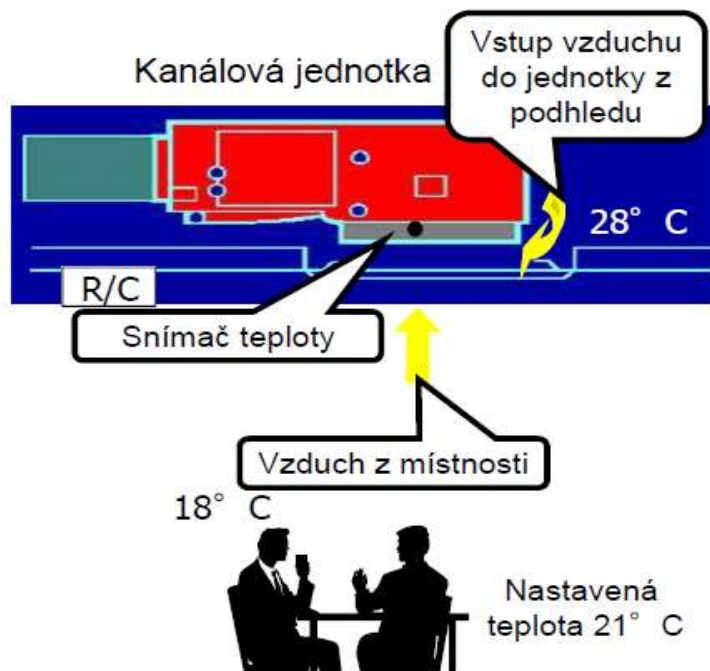 Kanálová jednotka
Vstup vzduchu
do jednotky z
podhledu
28° C
R/C
Snímač teploty
Vzduch z místnosti
18° C
Nastavená
teplota 21° C